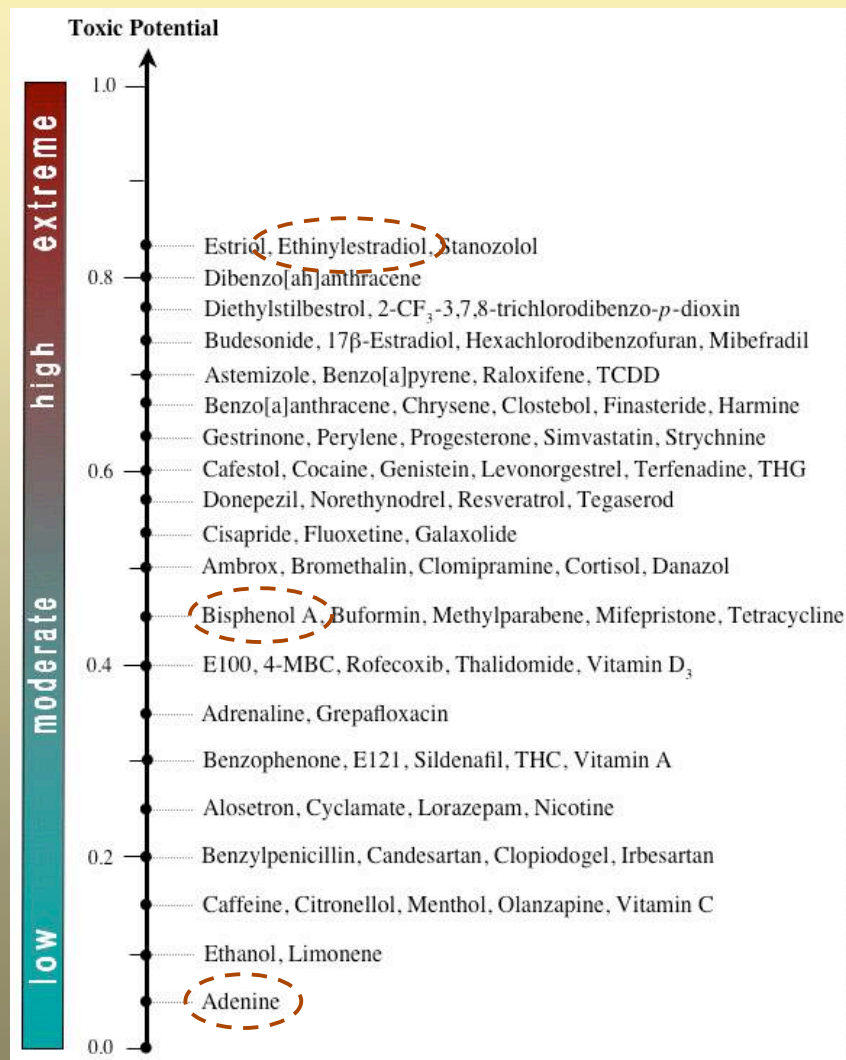 Toxic Potential
1.0
extreme
Estriol, Ethinylestradiol, Stanozolol
0.8
Dibenzo[ah]anthracene
Diethylstilbestrol, 2-CF₃-3,7,8-trichlorodibenzo-p-dioxin
Budesonide, 17β-Estradiol, Hexachlorodibenzofuran, Mibefradil
high
Astemizole, Benzo[a]pyrene, Raloxifene, TCDD
Benzo[a]anthracene, Chrysene, Clostebol, Finasteride, Harmine
Gestrinone, Perylene, Progesterone, Simvastatin, Strychnine
0.6
Cafestol, Cocaine, Genistein, Levonorgestrel, Terfenadine, THG
Donepezil, Norethynodrel, Resveratrol, Tegaserod
Cisapride, Fluoxetine, Galaxolide
Ambrox, Bromethalin, Clomipramine, Cortisol, Danazol
moderate
Bisphenol A, Buformin, Methylparabene, Mifepristone, Tetracycline
0.4
E100, 4-MBC, Rofecoxib, Thalidomide, Vitamin D₃
Adrenaline, Grepafloxacin
Benzophenone, E121, Sildenafil, THC, Vitamin A
Alosetron, Cyclamate, Lorazepam, Nicotine
0.2
Benzylpenicillin, Candesartan, Clopiodogel, Irbesartan
Caffeine, Citronellol, Menthol, Olanzapine, Vitamin C
low
Ethanol, Limonene
Adenine
0.0